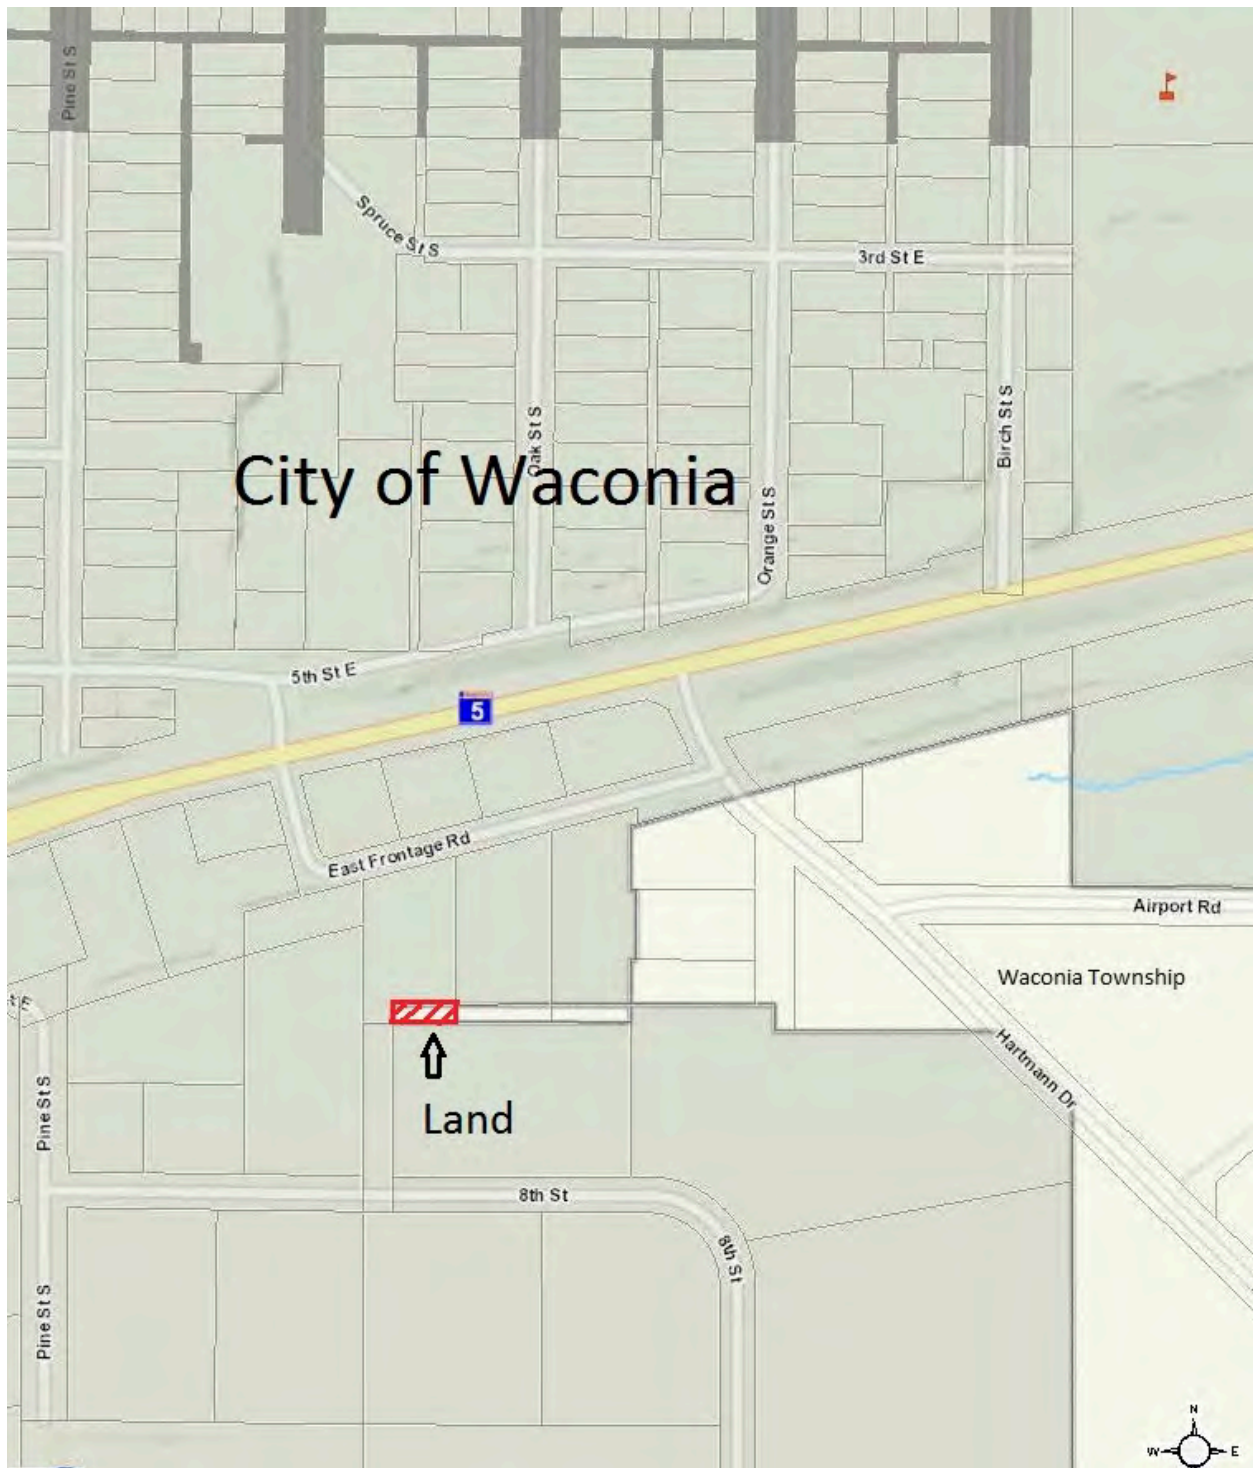 Pine St S
Spruce St S
3rd St E
Oak St S
Birch St S
City of Waconia
Orange St S
5th St E
5
East Frontage Rd
Airport Rd
Waconia Township
Hartmann Dr
Pine St S
Land
8th St
8th St
Pine St S
N
W E